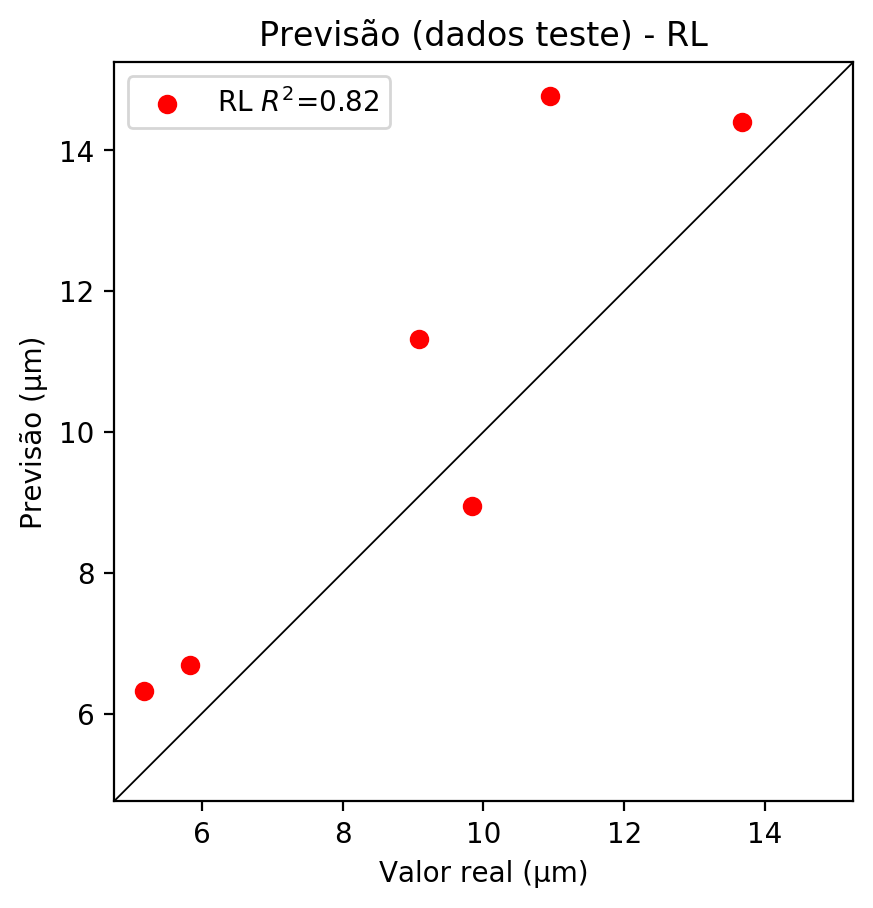 Previsão (dados teste) - RL
RL R²=0.82
14
12
10
8
6
Previsão (μm)
6
8
10
12
14
Valor real (μm)